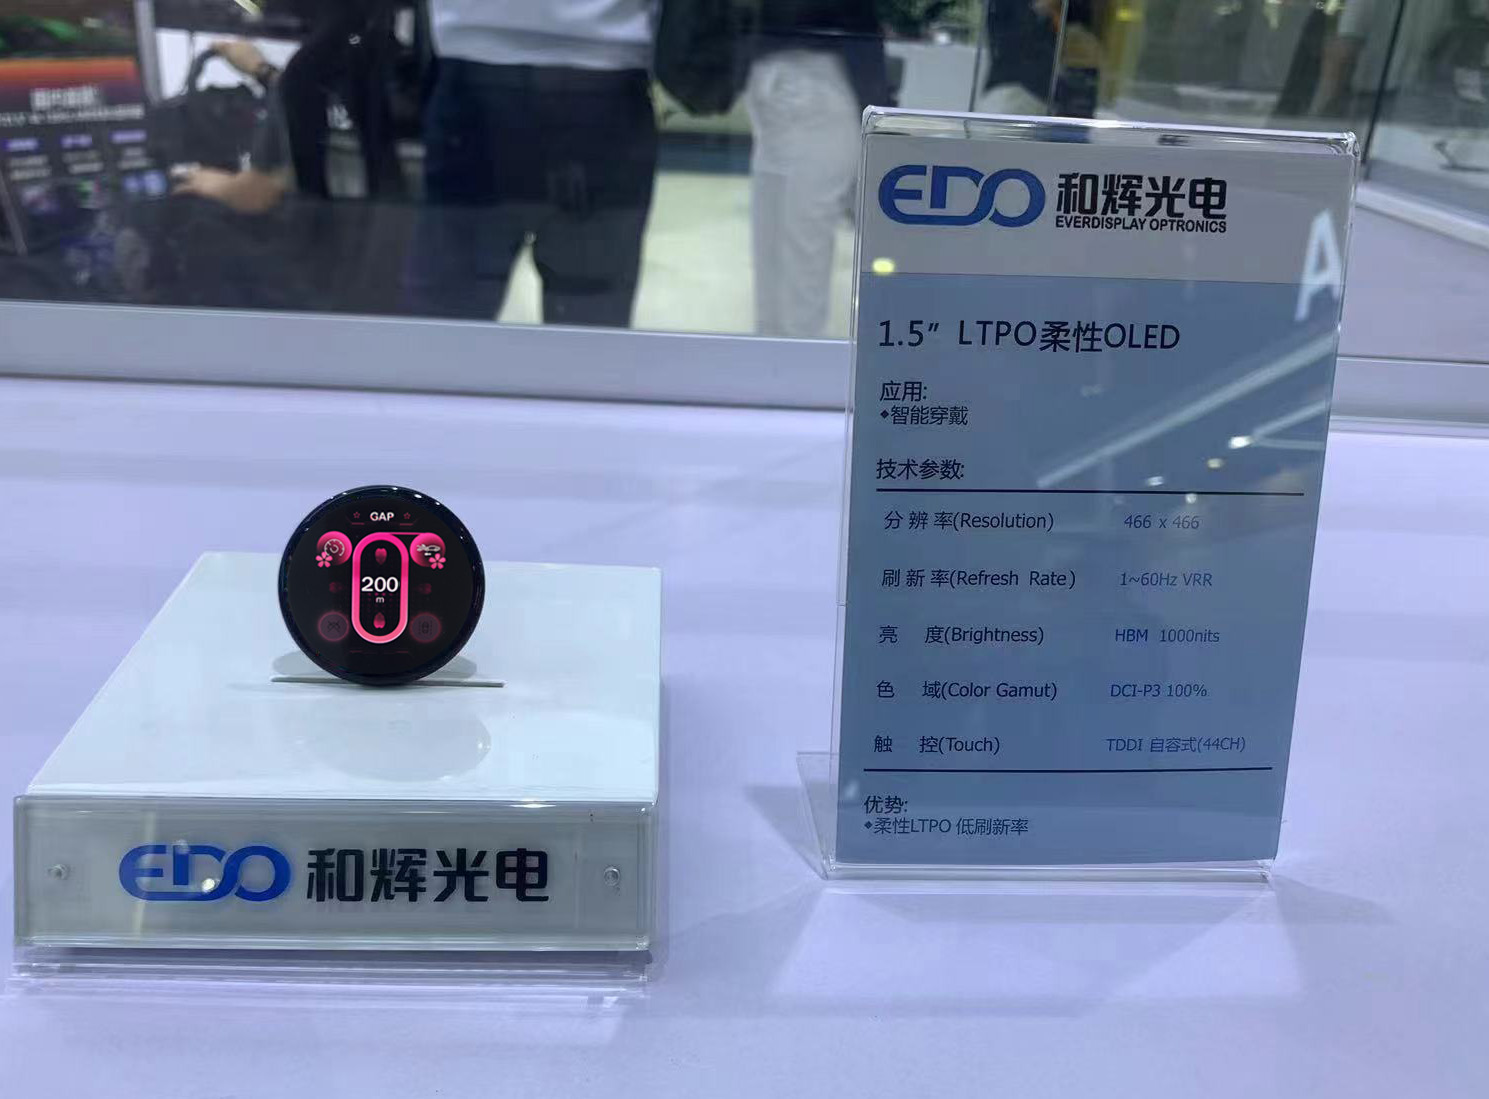 EDO 和辉光电
EVERDISPLAY OPTRONICS
A
1.5” LTPO柔性OLED
应用:
◆智能穿戴
技术参数:
分 辨 率(Resolution) 466 x 466
刷 新 率(Refresh Rate) 1~60Hz VRR
亮 度(Brightness) HBM 1000nits
色 域(Color Gamut) DCI-P3 100%
触 控(Touch) TDDI 自容式(44CH)
优势:
◆柔性LTPO 低刷新率
GAP
200
m
EDO 和辉光电